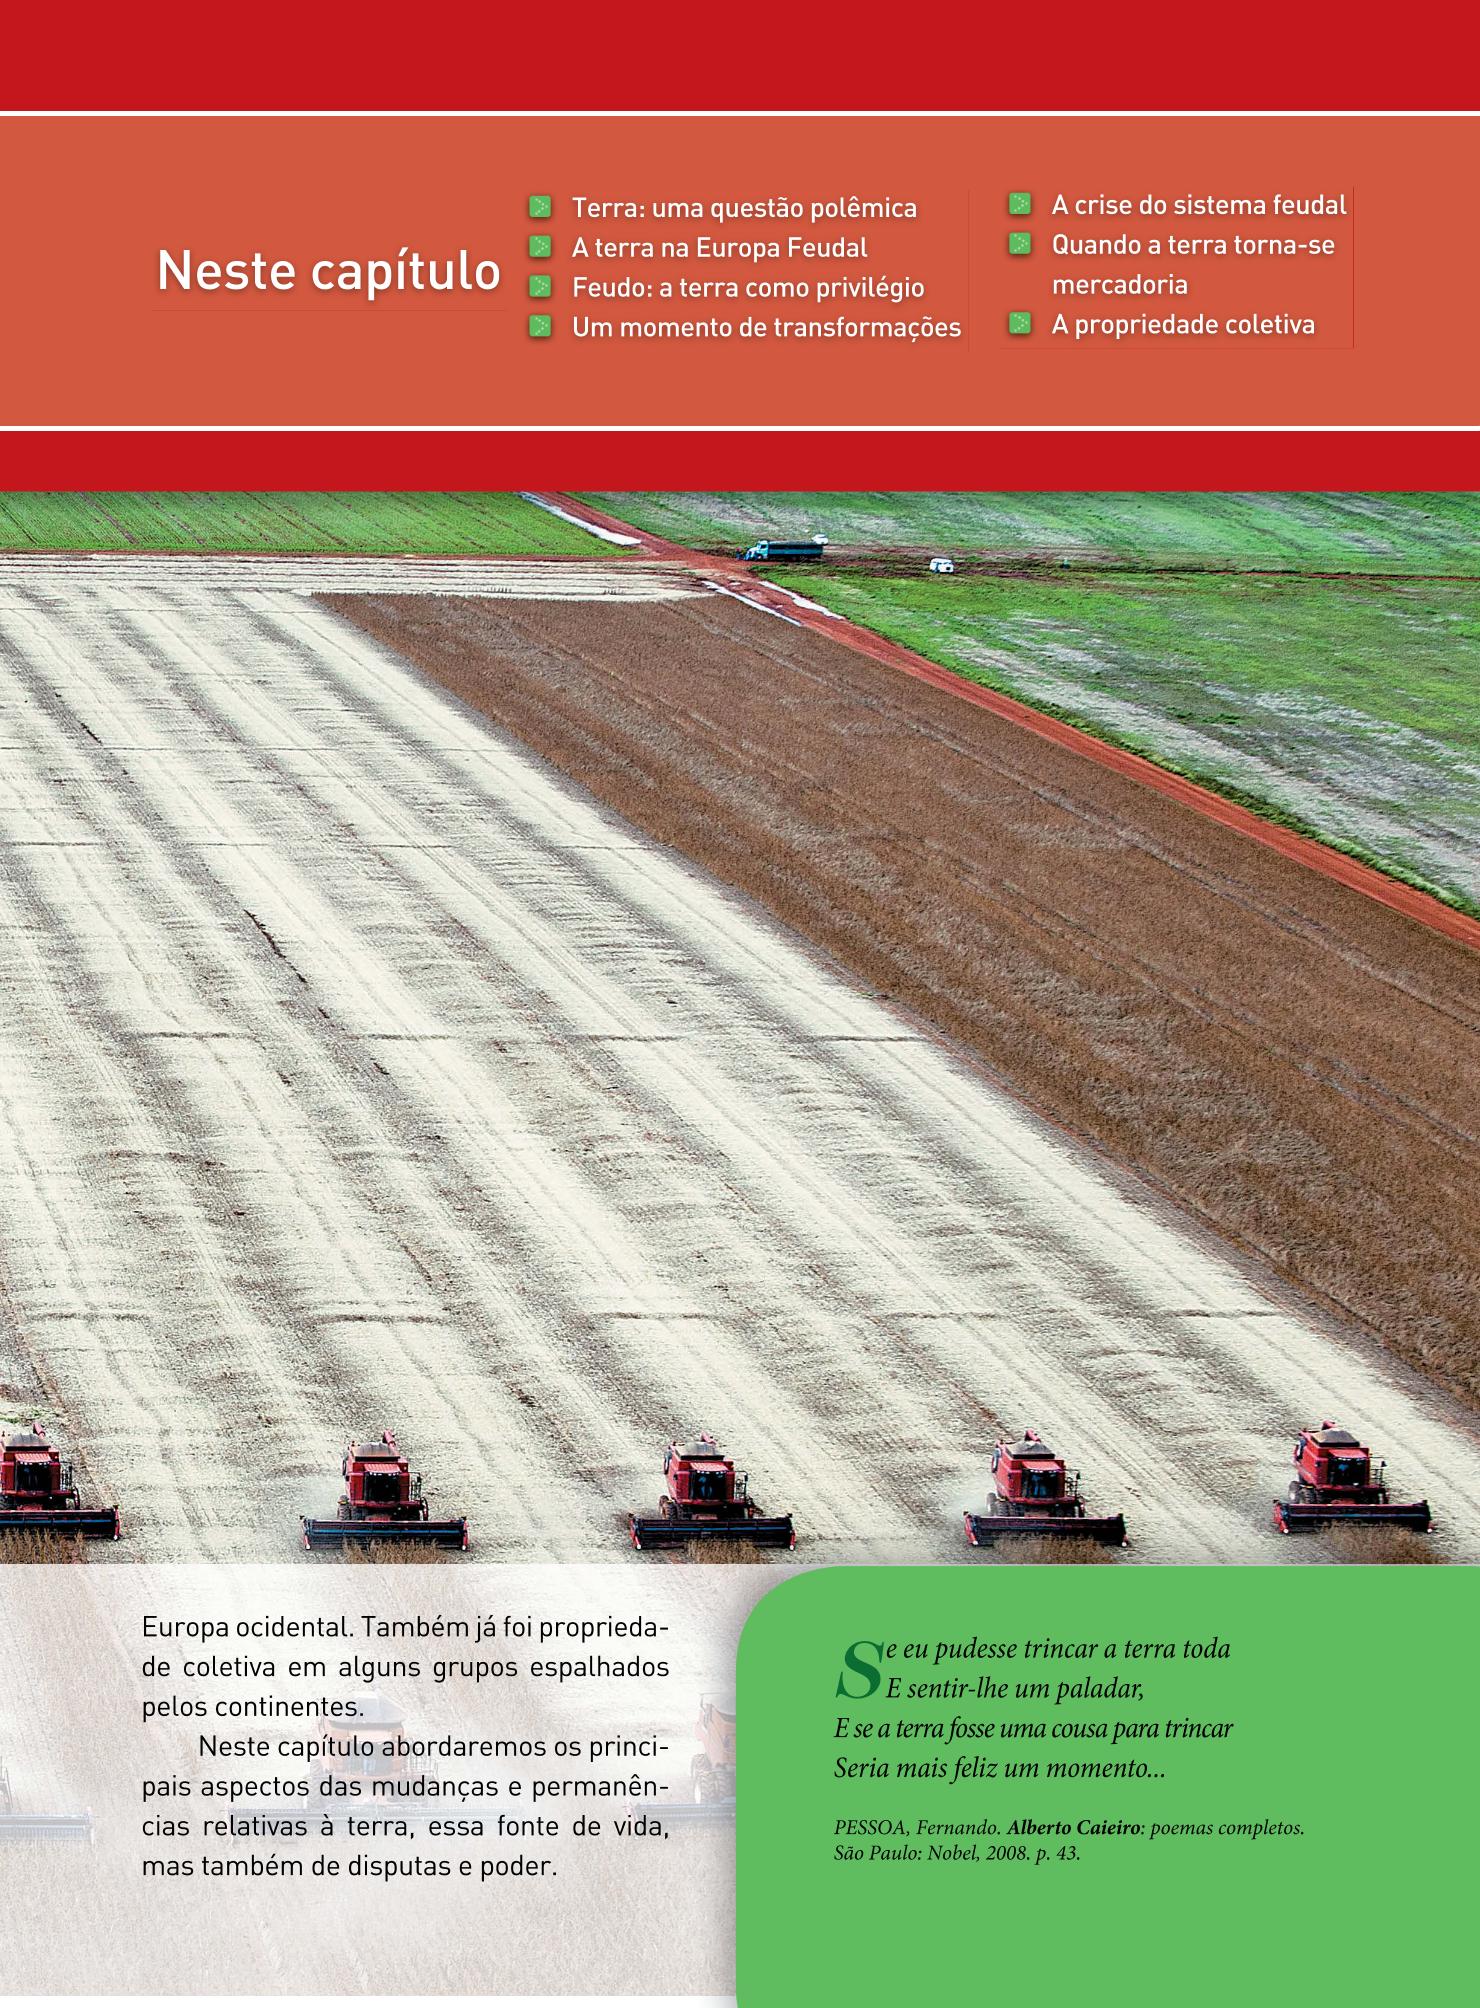 Neste capítulo
Terra: uma questão polêmica
A terra na Europa Feudal
Feudo: a terra como privilégio
Um momento de transformações
A crise do sistema feudal
Quando a terra torna-se
mercadoria
A propriedade coletiva
Europa ocidental. Também já foi proprieda-
de coletiva em alguns grupos espalhados
pelos continentes.
Neste capítulo abordaremos os princi-
pais aspectos das mudanças e permanên-
cias relativas à terra, essa fonte de vida,
mas também de disputas e poder.
Se eu pudesse trincar a terra toda
E sentir-lhe um paladar,
E se a terra fosse uma cousa para trincar
Seria mais feliz um momento...
PESSOA, Fernando. Alberto Caieiro: poemas completos.
São Paulo: Nobel, 2008. p. 43.